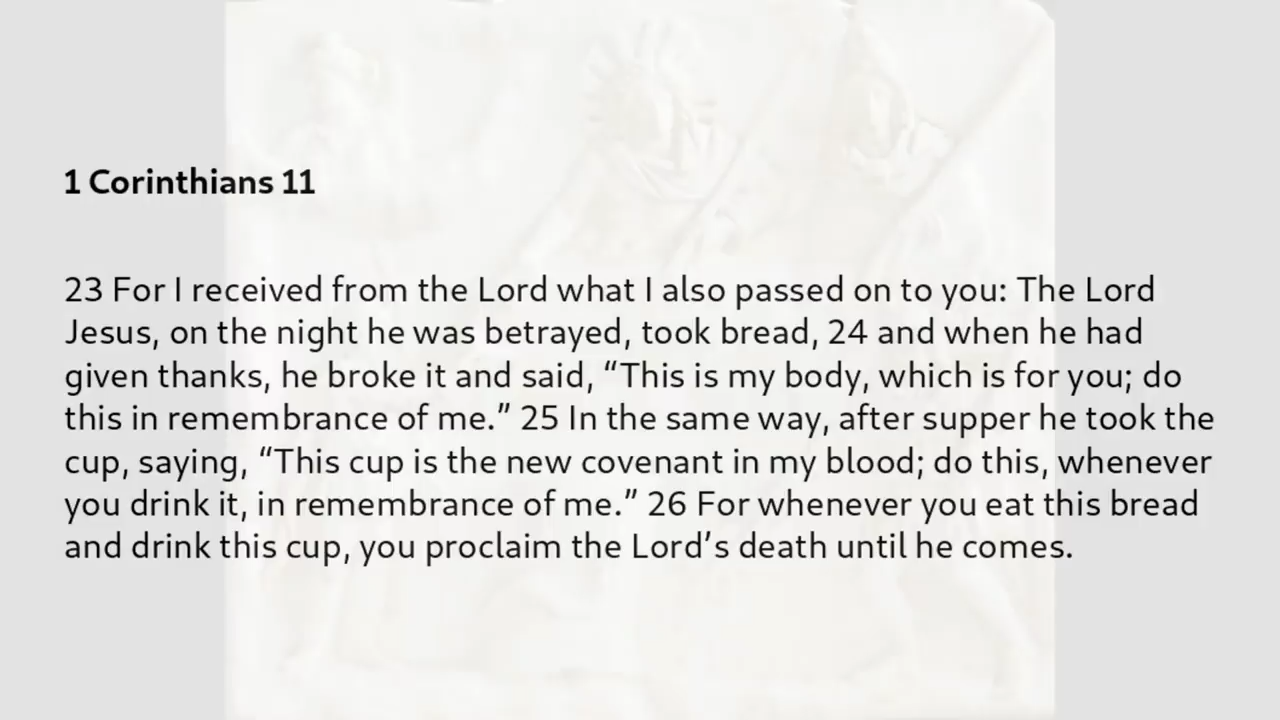 1 Corinthians 11
23 For I received from the Lord what I also passed on to you: The Lord
Jesus, on the night he was betrayed, took bread, 24 and when he had
given thanks, he broke it and said, “This is my body, which is for you; do
this in remembrance of me.” 25 In the same way, after supper he took the
cup, saying, “This cup is the new covenant in my blood; do this, whenever
you drink it, in remembrance of me.” 26 For whenever you eat this bread
and drink this cup, you proclaim the Lord’s death until he comes.